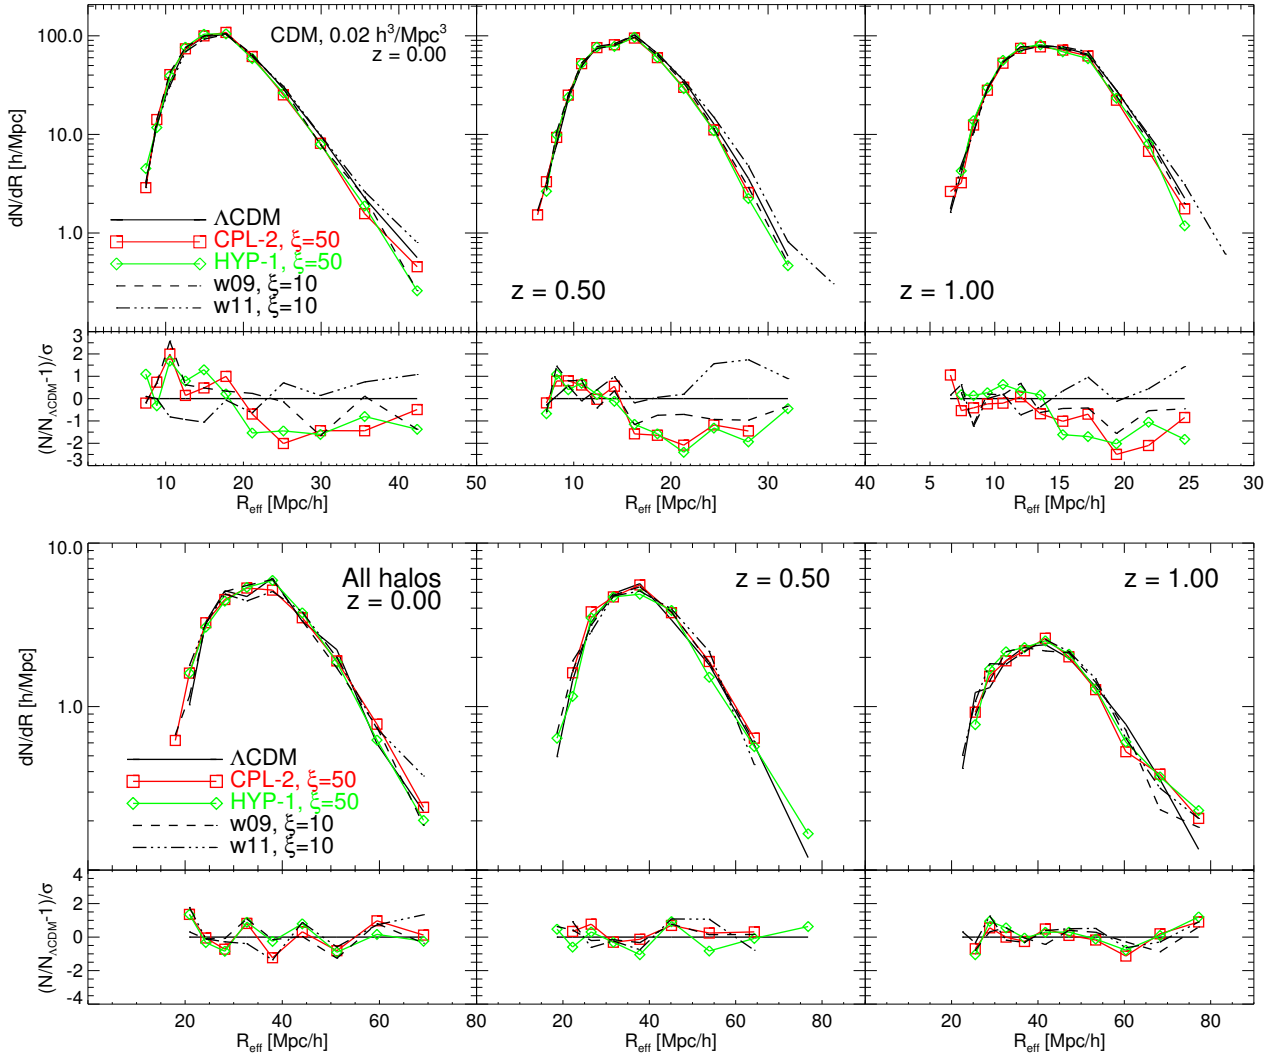 100.0
10.0
1.0
dN/dR [h/Mpc]
CDM, 0.02 h³/Mpc³
z = 0.00
ΛCDM
CPL-2, ξ=50
HYP-1, ξ=50
w09, ξ=10
w11, ξ=10
z = 0.50
z = 1.00
3
2
1
0
-1
-2
-3
(N/N_ΛCDM-1)/σ
10 20 30 40 50
10 20 30
5 10 15 20 25 30
R_eff [Mpc/h]
R_eff [Mpc/h]
R_eff [Mpc/h]
10.0
1.0
dN/dR [h/Mpc]
All halos
z = 0.00
ΛCDM
CPL-2, ξ=50
HYP-1, ξ=50
w09, ξ=10
w11, ξ=10
z = 0.50
z = 1.00
4
2
0
-2
-4
(N/N_ΛCDM-1)/σ
20 40 60 80
20 40 60 80
20 40 60 80
R_eff [Mpc/h]
R_eff [Mpc/h]
R_eff [Mpc/h]